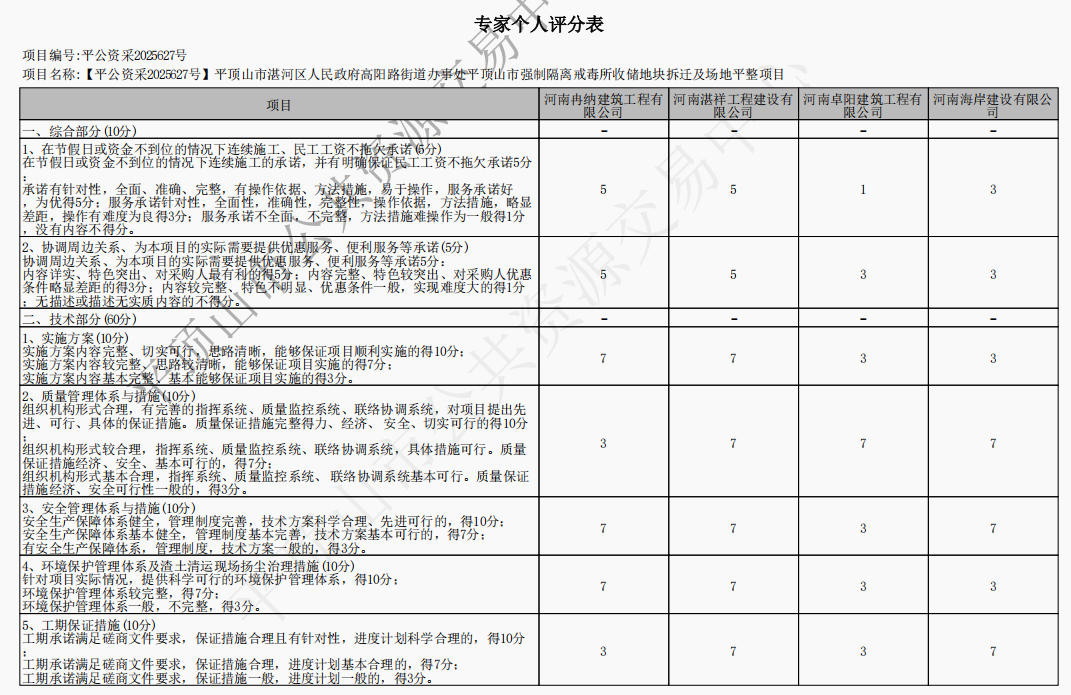 专家个人评分表
项目编号:平公资采2025627号
项目名称:【平公资采2025627号】平顶山市湛河区人民政府高阳路街道办事处平顶山市强制隔离戒毒所收储地块拆迁及场地平整项目
项目
河南冉纳建筑工程有
限公司
河南湛祥工程建设有
限公司
河南卓阳建筑工程有
限公司
河南海岸建设有限公
司
一、综合部分(10分) - - - -
1、在节假日或资金不到位的情况下连续施工、民工工资不拖欠承诺(5分)
在节假日或资金不到位的情况下连续施工的承诺，并有明确保证民工工资不拖欠承诺5分
；
承诺有针对性，全面、准确、完整，有操作依据、方法措施，易于操作，服务承诺好
，为优得5分；服务承诺针对性，全面性，准确性，完整性，操作依据，方法措施，略显
差距，操作有难度为良得3分；服务承诺不全面，不完整，方法措施难操作为一般得1分
，没有内容不得分。
5 5 1 3
2、协调周边关系、为本项目的实际需要提供优惠服务、便利服务等承诺(5分)
协调周边关系、为本项目的实际需要提供优惠服务、便利服务等承诺5分：
内容详实、特色突出、对采购人最有利的得5分；内容完整、特色较突出、对采购人优惠
条件略显差距的得3分；内容较完整、特色不明显、优惠条件一般，实现难度大的得1分
；无描述或描述无实质内容的不得分。
5 5 3 3
二、技术部分(60分) - - - -
1、实施方案(10分)
实施方案内容完整、切实可行，思路清晰，能够保证项目顺利实施的得10分；
实施方案内容较完整、思路较清晰，能够保证项目实施的得7分；
实施方案内容基本完整、基本能够保证项目实施的得3分。
7 7 3 3
2、质量管理体系与措施(10分)
组织机构形式合理，有完善的指挥系统、质量监控系统、联络协调系统，对项目提出先
进、可行、具体的保证措施。质量保证措施完整得力、经济、安全、切实可行的得10分
；
组织机构形式较合理，指挥系统、质量监控系统、联络协调系统，具体措施可行。质量
保证措施经济、安全、基本可行的，得7分；
组织机构形式基本合理，指挥系统、质量监控系统、联络协调系统基本可行。质量保证
措施经济、安全可行性一般的，得3分。
3 7 7 7
3、安全管理体系与措施(10分)
安全生产保障体系健全，管理制度完善，技术方案科学合理、先进可行的，得10分；
安全生产保障体系基本健全，管理制度基本完善，技术方案基本可行的，得7分；
有安全生产保障体系，管理制度，技术方案一般的，得3分。
7 7 3 7
4、环境保护管理体系及渣土清运现场扬尘治理措施(10分)
针对项目实际情况，提供科学可行的环境保护管理体系，得10分；
环境保护管理体系较完整，得7分；
环境保护管理体系一般，不完整，得3分。
7 7 3 3
5、工期保证措施(10分)
工期承诺满足磋商文件要求，保证措施合理且有针对性，进度计划科学合理的，得10分
；
工期承诺满足磋商文件要求，保证措施合理，进度计划基本合理的，得7分；
工期承诺满足磋商文件要求，保证措施一般，进度计划一般的，得3分。
3 7 3 7
平顶山市公共资源交易中
平顶山市公共资源交易中心